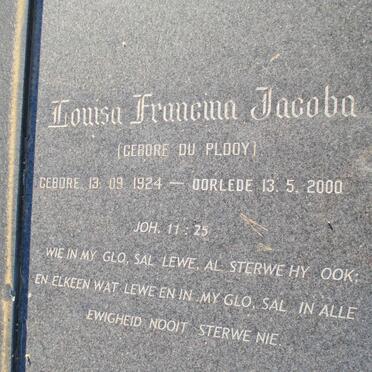 Louisa Francina Jacoba
(GEBORE DU PLOOY)
GEBORE 13. 09. 1924 — OORLEDE 13. 5. 2000
JOH. 11 : 25
WIE IN MY GLO, SAL LEWE, AL STERWE HY OOK;
EN ELKEEN WAT LEWE EN IN MY GLO, SAL IN ALLE
EWIGHEID NOOIT STERWE NIE.